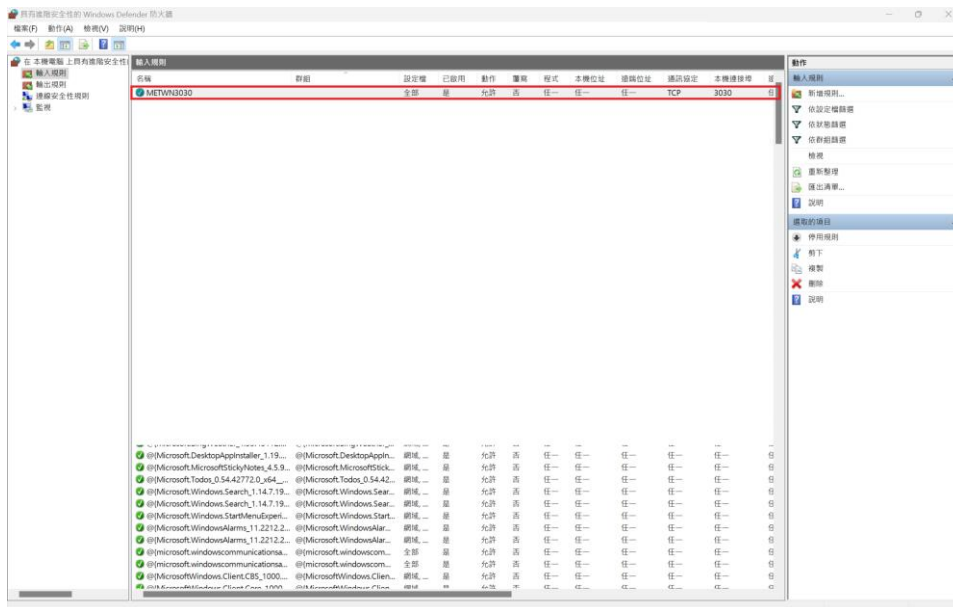 具有進階安全性的 Windows Defender 防火牆
檔案(F) 動作(A) 檢視(V) 說明(H)
在 本機電腦 上具有進階安全性
輸入規則
輸出規則
連線安全性規則
監視
輸入規則
名稱 群組 設定檔 已啟用 動作 覆寫 程式 本機位址 遠端位址 通訊協定 本機連接埠
METWN3030 全部 是 允許 否 任一 任一 任一 TCP 3030 任
@{Microsoft.DesktopAppInstaller_1.19.... @{Microsoft.DesktopAppIn... 網域, ... 是 允許 否 任一 任一 任一 任一 任一 任
@{Microsoft.MicrosoftStickyNotes_4.5.9... @{Microsoft.MicrosoftStick... 網域, ... 是 允許 否 任一 任一 任一 任一 任一 任
@{Microsoft.Todos_0.54.42772.0_x64__... @{Microsoft.Todos_0.54.42... 網域, ... 是 允許 否 任一 任一 任一 任一 任一 任
@{Microsoft.Windows.Search_1.14.7.19... @{Microsoft.Windows.Sear... 網域, ... 是 允許 否 任一 任一 任一 任一 任一 任
@{Microsoft.Windows.Search_1.14.7.19... @{Microsoft.Windows.Sear... 網域, ... 是 允許 否 任一 任一 任一 任一 任一 任
@{Microsoft.Windows.StartMenuExperi... @{Microsoft.Windows.Start... 網域, ... 是 允許 否 任一 任一 任一 任一 任一 任
@{Microsoft.WindowsAlarms_11.2212.2... @{Microsoft.WindowsAlar... 網域, ... 是 允許 否 任一 任一 任一 任一 任一 任
@{Microsoft.WindowsAlarms_11.2212.2... @{Microsoft.WindowsAlar... 網域, ... 是 允許 否 任一 任一 任一 任一 任一 任
@{microsoft.windowscommunicationsa... @{microsoft.windowscom... 全部 是 允許 否 任一 任一 任一 任一 任一 任
@{microsoft.windowscommunicationsa... @{microsoft.windowscom... 全部 是 允許 否 任一 任一 任一 任一 任一 任
@{MicrosoftWindows.Client.CBS_1000.... @{MicrosoftWindows.Clien... 網域, ... 是 允許 否 任一 任一 任一 任一 任一 任
動作
輸入規則
新增規則...
依設定檔篩選
依狀態篩選
依群組篩選
檢視
重新整理
匯出清單...
說明
選取的項目
停用規則
剪下
複製
刪除
說明